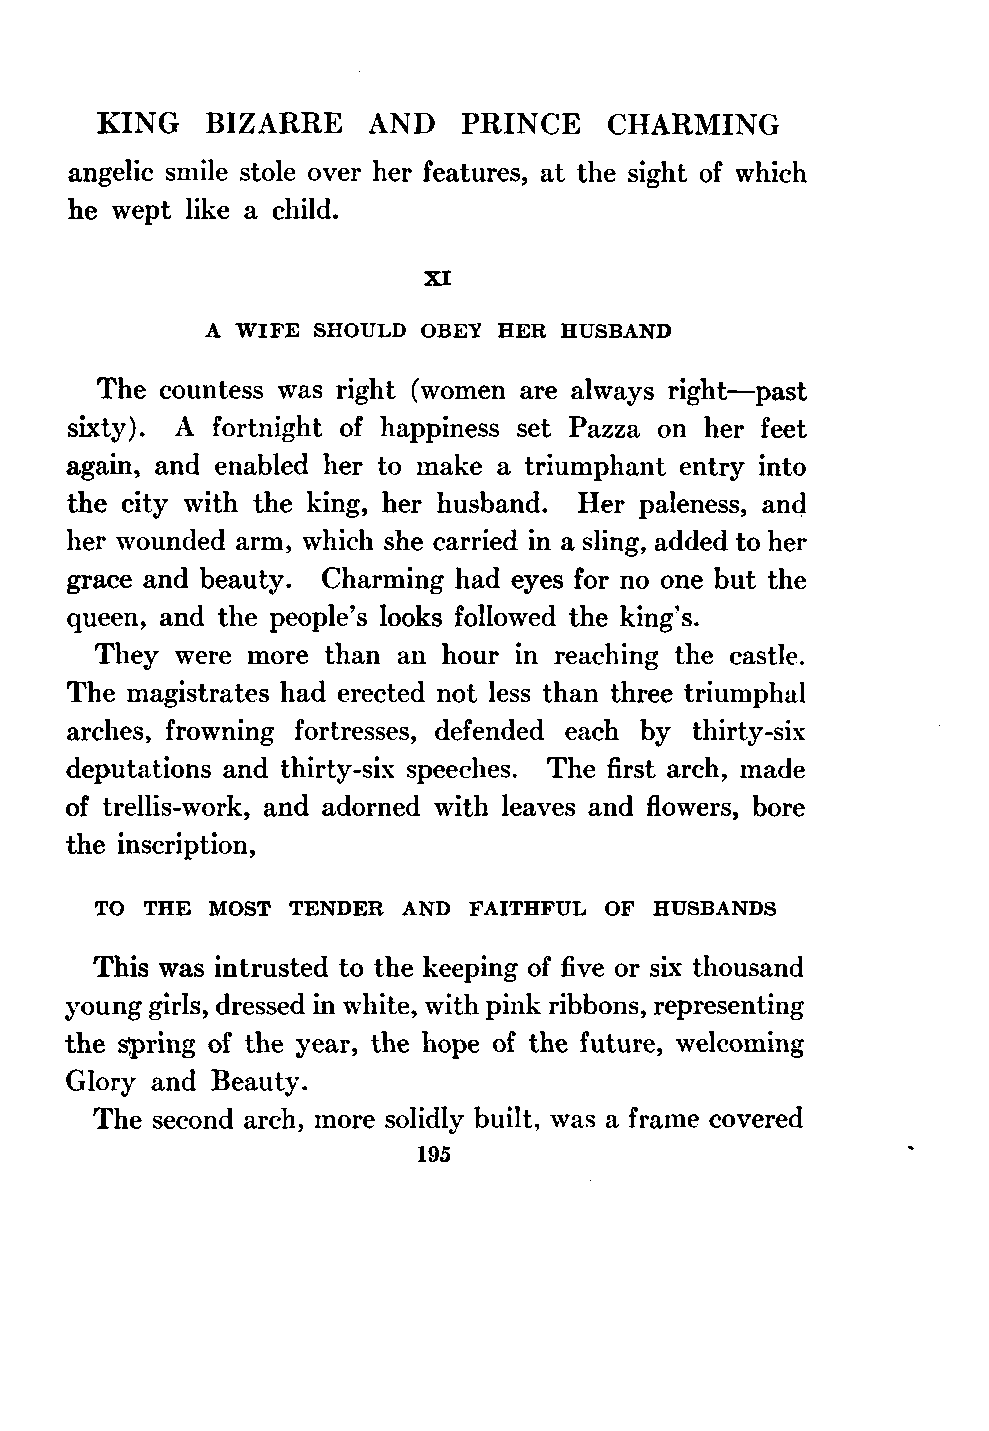 KING BIZARRE AND PRINCE CHARMING
angelic smile stole over her features, at the sight of which
he wept like a child.
XI
A WIFE SHOULD OBEY HER HUSBAND
The countess was right (women are always right—past
sixty). A fortnight of happiness set Pazza on her feet
again, and enabled her to make a triumphant entry into
the city with the king, her husband. Her paleness, and
her wounded arm, which she carried in a sling, added to her
grace and beauty. Charming had eyes for no one but the
queen, and the people's looks followed the king's.
They were more than an hour in reaching the castle.
The magistrates had erected not less than three triumphal
arches, frowning fortresses, defended each by thirty-six
deputations and thirty-six speeches. The first arch, made
of trellis-work, and adorned with leaves and flowers, bore
the inscription,
TO THE MOST TENDER AND FAITHFUL OF HUSBANDS
This was intrusted to the keeping of five or six thousand
young girls, dressed in white, with pink ribbons, representing
the spring of the year, the hope of the future, welcoming
Glory and Beauty.
The second arch, more solidly built, was a frame covered
195